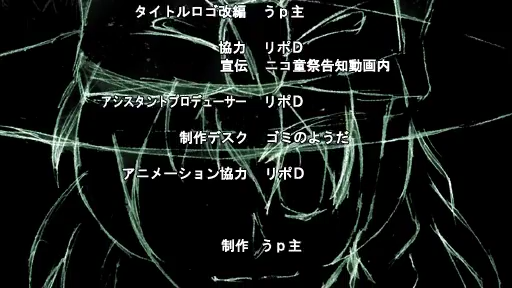 タイトルロゴ改編 うｐ主
協力 リポＤ
宣伝 ニコ童祭告知動画内
アシスタントプロデューサー リポＤ
制作デスク ゴミのようだ
アニメーション協力 リポＤ
制作 うｐ主